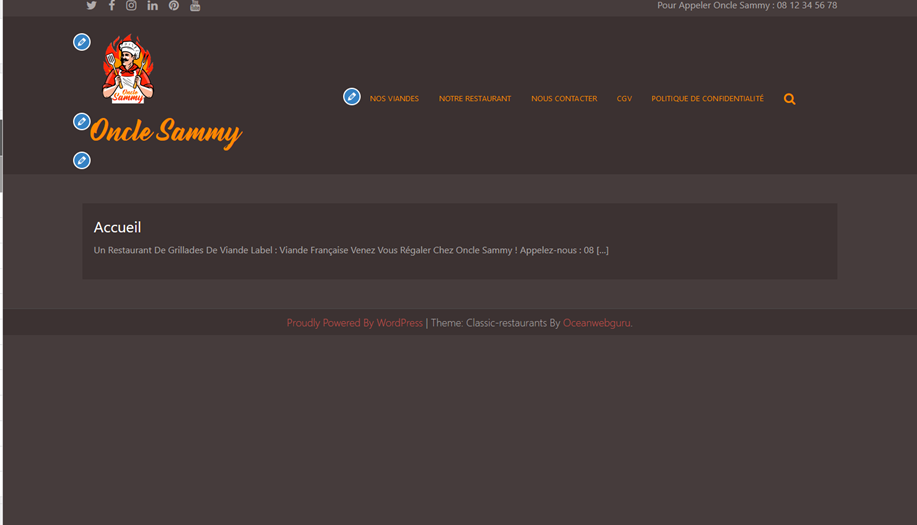 Pour Appeler Oncle Sammy : 08 12 34 56 78
Oncle
Sammy
NOS VIANDES NOTRE RESTAURANT NOUS CONTACTER CGV POLITIQUE DE CONFIDENTIALITÉ
Oncle Sammy
Accueil
Un Restaurant De Grillades De Viande Label : Viande Française Venez Vous Régaler Chez Oncle Sammy ! Appelez-nous : 08 [...]
Proudly Powered By WordPress | Theme: Classic-restaurants By Oceanwebguru.